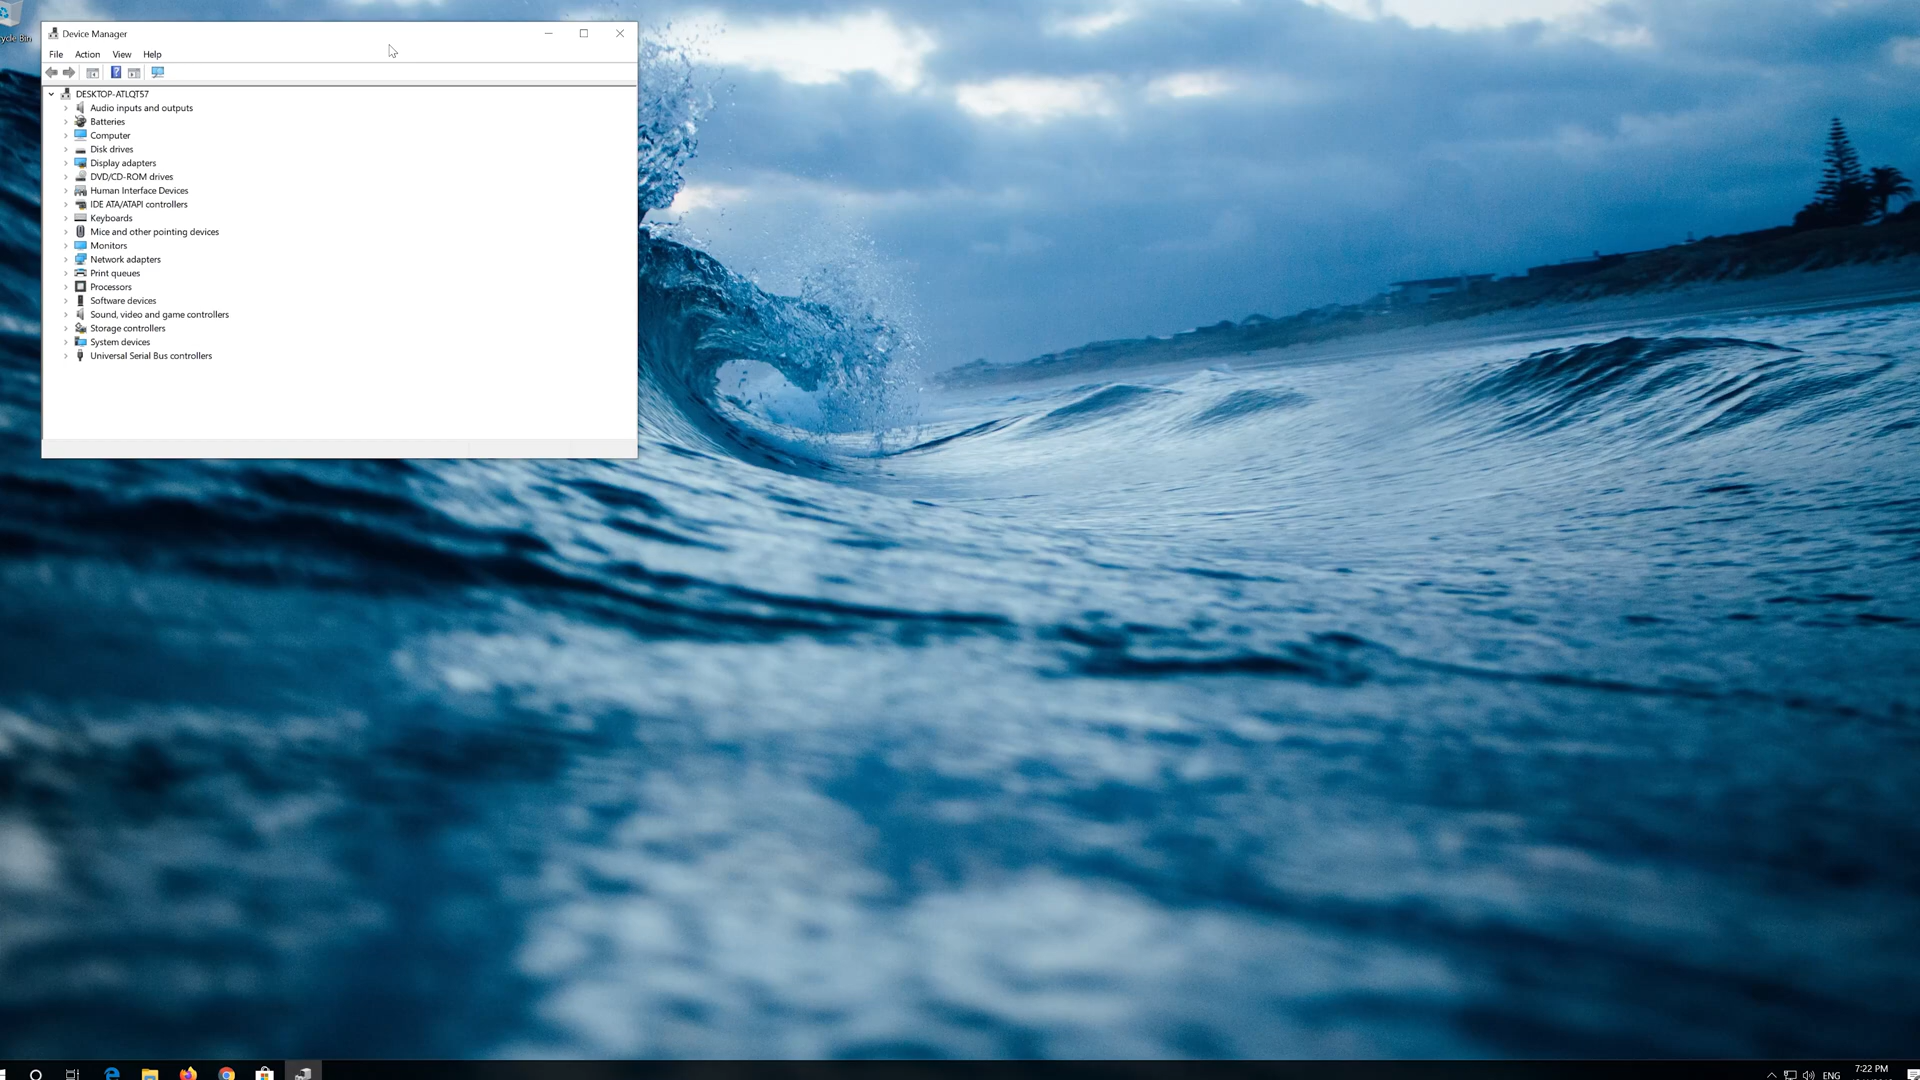 Device Manager
File Action View Help
DESKTOP-ATLQT57
Audio inputs and outputs
Batteries
Computer
Disk drives
Display adapters
DVD/CD-ROM drives
Human Interface Devices
IDE ATA/ATAPI controllers
Keyboards
Mice and other pointing devices
Monitors
Network adapters
Print queues
Processors
Software devices
Sound, video and game controllers
Storage controllers
System devices
Universal Serial Bus controllers
ycle Bin
ENG
7:22 PM